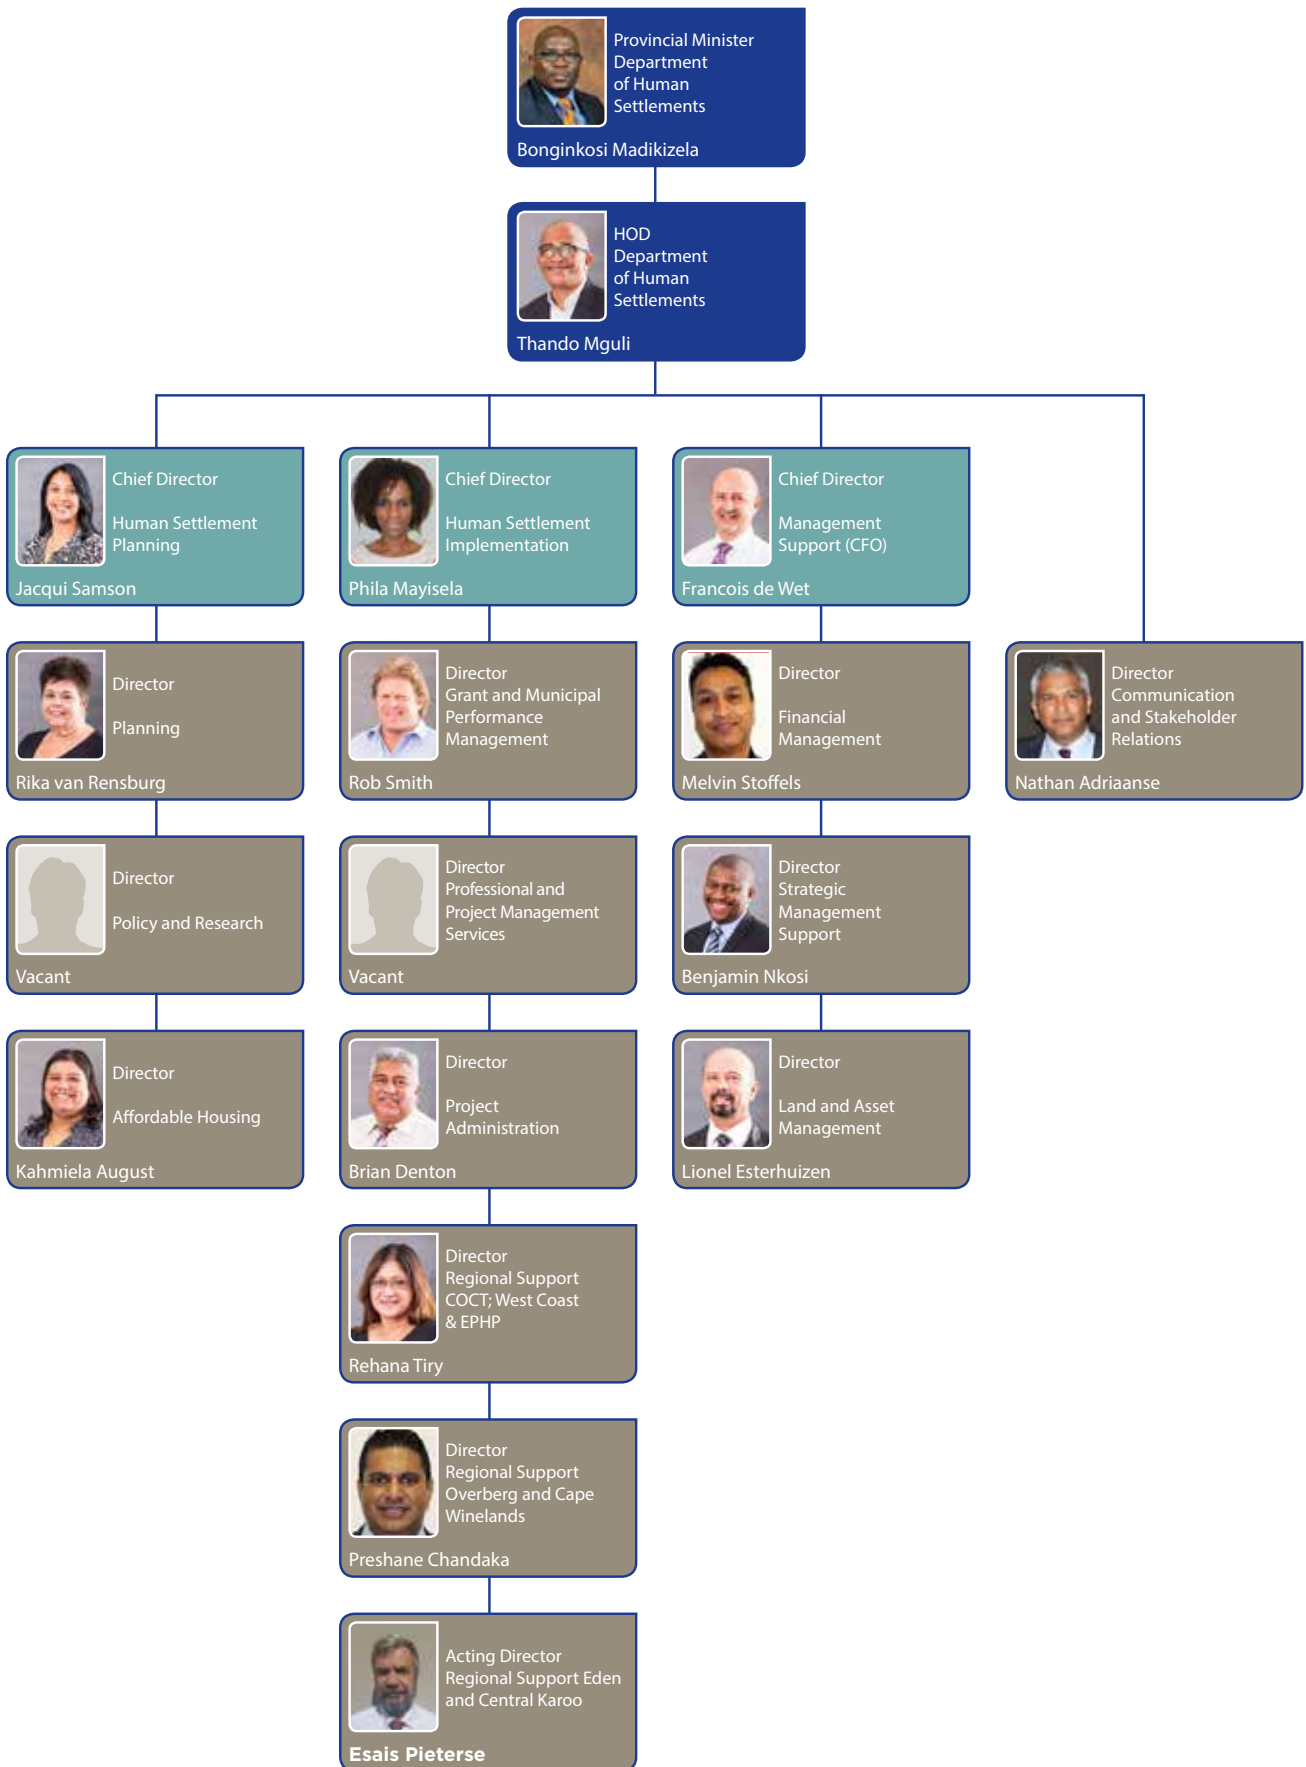 Provincial Minister
Department
of Human
Settlements
Bonginkosi Madikizela
HOD
Department
of Human
Settlements
Thando Mguli
Chief Director
Human Settlement
Planning
Jacqui Samson
Chief Director
Human Settlement
Implementation
Phila Mayisela
Chief Director
Management
Support (CFO)
Francois de Wet
Director
Planning
Rika van Rensburg
Director
Grant and Municipal
Performance
Management
Rob Smith
Director
Financial
Management
Melvin Stoffels
Director
Communication
and Stakeholder
Relations
Nathan Adriaanse
Director
Policy and Research
Vacant
Director
Professional and
Project Management
Services
Vacant
Director
Strategic
Management
Support
Benjamin Nkosi
Director
Affordable Housing
Kahmiela August
Director
Project
Administration
Brian Denton
Director
Land and Asset
Management
Lionel Esterhuizen
Director
Regional Support
COCT; West Coast
& EPHP
Rehana Tiry
Director
Regional Support
Overberg and Cape
Winelands
Preshane Chandaka
Acting Director
Regional Support Eden
and Central Karoo
Esais Pieterse